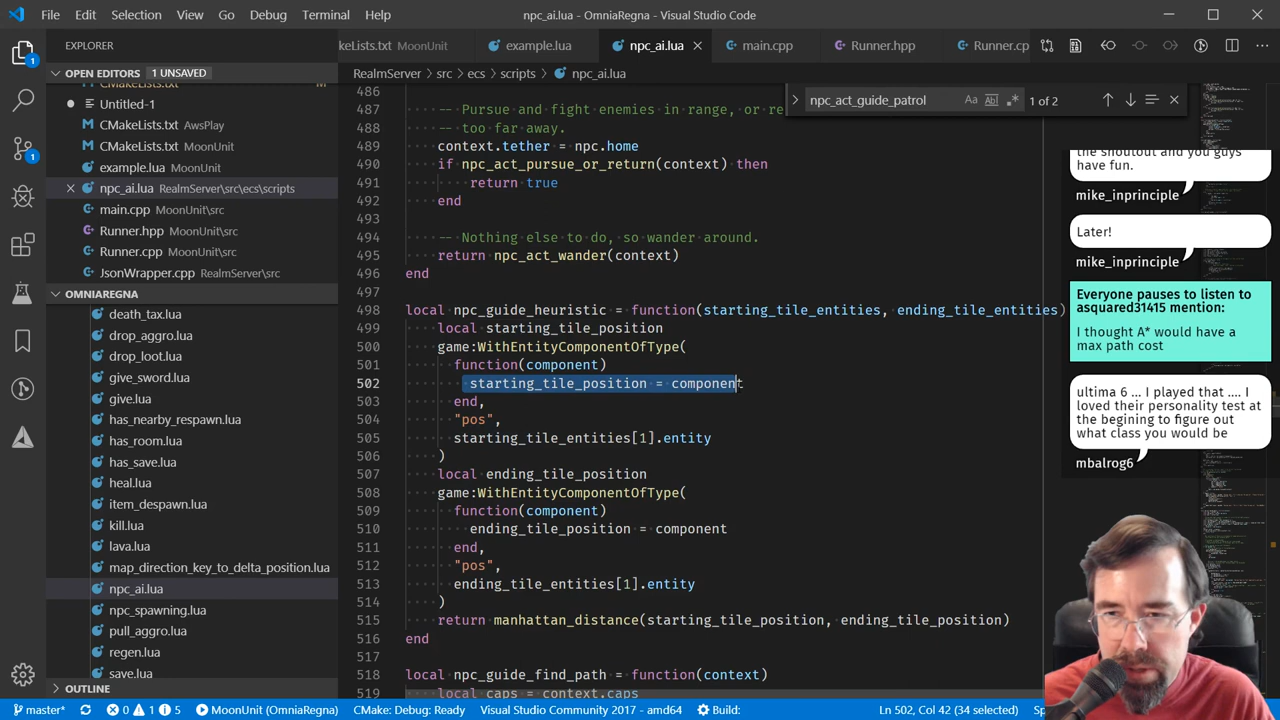 File Edit Selection View Go Debug Terminal Help
npc_ai.lua - OmniaRegna - Visual Studio Code
EXPLORER
keLists.txt MoonUnit example.lua npc_ai.lua main.cpp Runner.hpp Runner.cp
OPEN EDITORS 1 UNSAVED
RealmServer > src > ecs > scripts > npc_ai.lua
CMakeLists.txt
Untitled-1
CMakeLists.txt AwsPlay
CMakeLists.txt MoonUnit
example.lua MoonUnit
npc_ai.lua RealmServer\src\ecs\scripts
main.cpp MoonUnit\src
Runner.hpp MoonUnit\src
Runner.cpp MoonUnit\src
JsonWrapper.cpp RealmServer\src
OMNIAREGNA
death_tax.lua
drop_aggro.lua
drop_loot.lua
give_sword.lua
give.lua
has_nearby_respawn.lua
has_room.lua
has_save.lua
heal.lua
item_despawn.lua
kill.lua
lava.lua
map_direction_key_to_delta_position.lua
npc_ai.lua
npc_spawning.lua
pull_aggro.lua
regen.lua
save.lua
OUTLINE
npc_act_guide_patrol Aa Abl .* 1 of 2
486
487 -- Pursue and fight enemies in range, or re
488 -- too far away.
489 context.tether = npc.home
490 if npc_act_pursue_or_return(context) then
491 return true
492 end
493
494 -- Nothing else to do, so wander around.
495 return npc_act_wander(context)
496 end
497
498 local npc_guide_heuristic = function(starting_tile_entities, ending_tile_entities)
499 local starting_tile_position
500 game:WithEntityComponentOfType(
501 function(component)
502 starting_tile_position = component
503 end,
504 "pos",
505 starting_tile_entities[1].entity
506 )
507 local ending_tile_position
508 game:WithEntityComponentOfType(
509 function(component)
510 ending_tile_position = component
511 end,
512 "pos",
513 ending_tile_entities[1].entity
514 )
515 return manhattan_distance(starting_tile_position, ending_tile_position)
516 end
517
518 local npc_guide_find_path = function(context)
519 local caps = context.caps
the shoutout and you guys
have fun.
mike_inprinciple
Later!
mike_inprinciple
Everyone pauses to listen to
asquared31415 mention:
I thought A* would have a
max path cost
ultima 6 ... I played that .... I
loved their personality test at
the begining to figure out
what class you would be
mbalrog6
master* 0 1 5 MoonUnit (OmniaRegna) CMake: Debug: Ready Visual Studio Community 2017 - amd64 Build: Ln 502, Col 42 (34 selected)